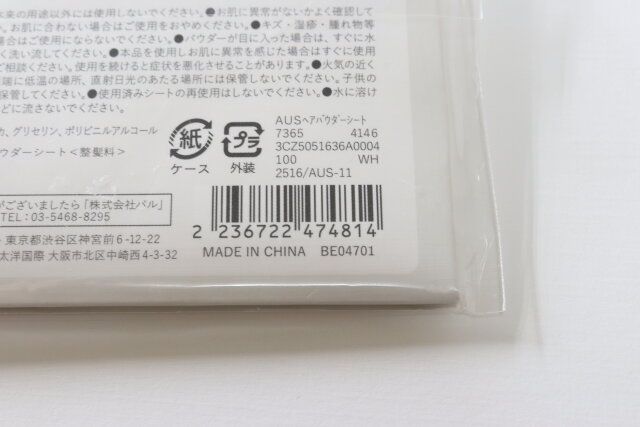 来の用途以外には使用しないでください。●お肌に異常がないかよく確認して
。お肌に合わない場合はご使用をおやめください。●キズ・湿疹・腫れ物等
はご使用にならないでください。●パウダーが目に入った場合は、すぐに水
く洗い流してください。●本品を使用しお肌に異常を感じた場合はすぐに使用
ご相談ください。使用を続けると症状を悪化させることがあります。●火気の近く
極端に低温の場所、直射日光のあたる場所には保管しないでください。子供の
保管してください。●使用済みシートの再使用はしないでください。●水に溶け
どに流さないでください。
カ、グリセリン、ポリビニルアルコール
パウダーシート<整髪料>
紙
ケース
プラ
外装
AUSヘアパウダーシート
7365 4146
3CZ5051636A0004
100 WH
2516/AUS-11
がございましたら「株式会社パル」
TEL:03-5468-8295
東京都渋谷区神宮前6-12-22
太洋国際 大阪市北区中崎西4-3-32
2 236722 474814
MADE IN CHINA BE04701